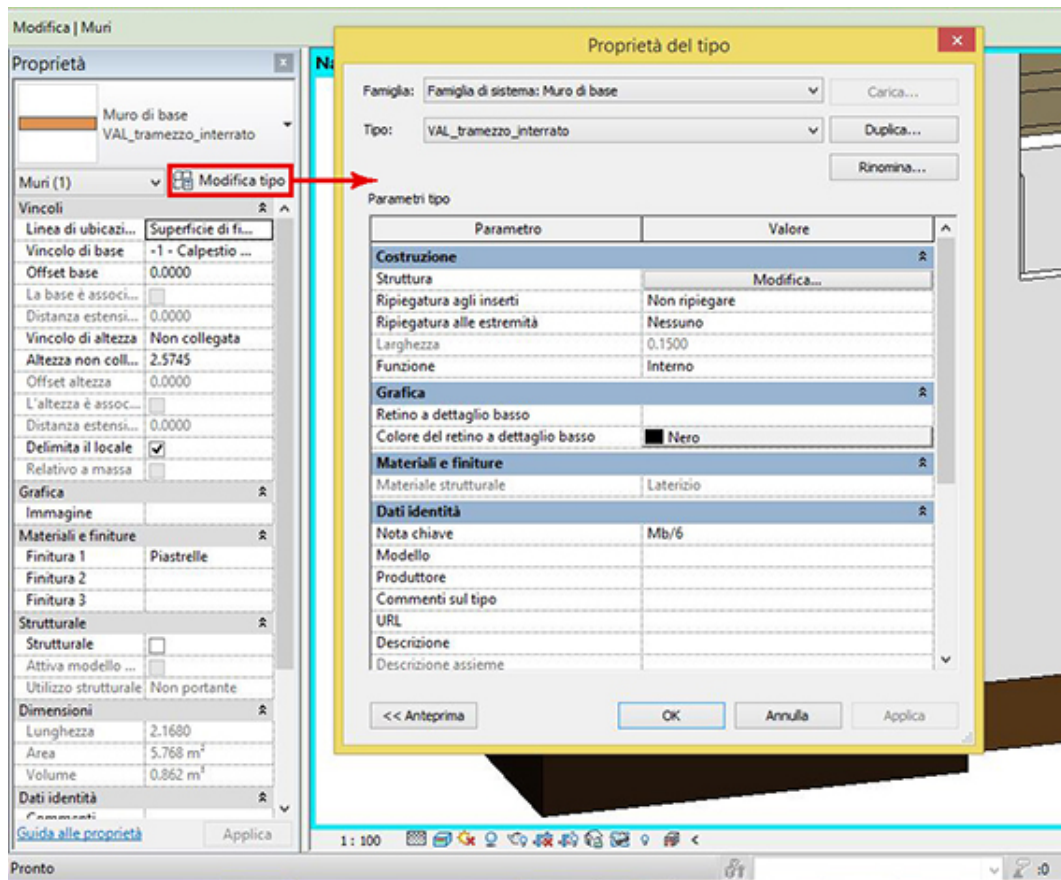 Modifica | Muri
Proprietà
Muro di base
VAL_tramezzo_interrato
Muri (1)
Modifica tipo
Vincoli
Linea di ubicazi... Superficie di fi...
Vincolo di base -1 - Calpestio ...
Offset base 0.0000
La base è associ...
Distanza estensi... 0.0000
Vincolo di altezza Non collegata
Altezza non coll... 2.5745
Offset altezza 0.0000
L'altezza è assoc...
Distanza estensi... 0.0000
Delimita il locale
Relativo a massa
Grafica
Immagine
Materiali e finiture
Finitura 1 Piastrelle
Finitura 2
Finitura 3
Strutturale
Strutturale
Attiva modello ...
Utilizzo strutturale Non portante
Dimensioni
Lunghezza 2.1680
Area 5.768 m²
Volume 0.862 m³
Dati identità
Commenti
Guida alle proprietà Applica
Pronto
Proprietà del tipo
Famiglia: Famiglia di sistema: Muro di base Carica...
Tipo: VAL_tramezzo_interrato Duplica...
Rinomina...
Parametri tipo
Parametro Valore
Costruzione
Struttura Modifica...
Ripiegatura agli inserti Non ripiegare
Ripiegatura alle estremità Nessuno
Larghezza 0.1500
Funzione Interno
Grafica
Retino a dettaglio basso
Colore del retino a dettaglio basso Nero
Materiali e finiture
Materiale strutturale Laterizio
Dati identità
Nota chiave Mb/6
Modello
Produttore
Commenti sul tipo
URL
Descrizione
Descrizione assieme
<< Anteprima OK Annulla Applica
1 : 100
:0